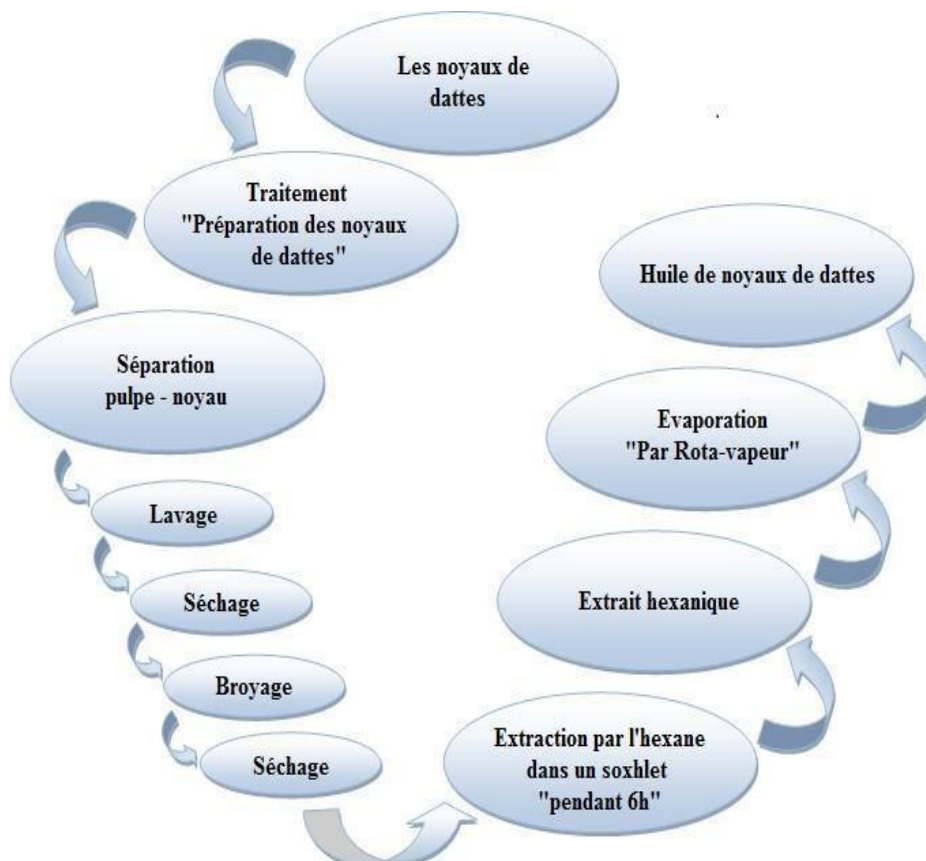 Les noyaux de
dattes
Traitement
"Préparation des noyaux
de dattes"
Séparation
pulpe - noyau
Lavage
Séchage
Broyage
Séchage
Extraction par l'hexane
dans un soxhlet
"pendant 6h"
Extrait hexanique
Evaporation
"Par Rota-vapeur"
Huile de noyaux de dattes